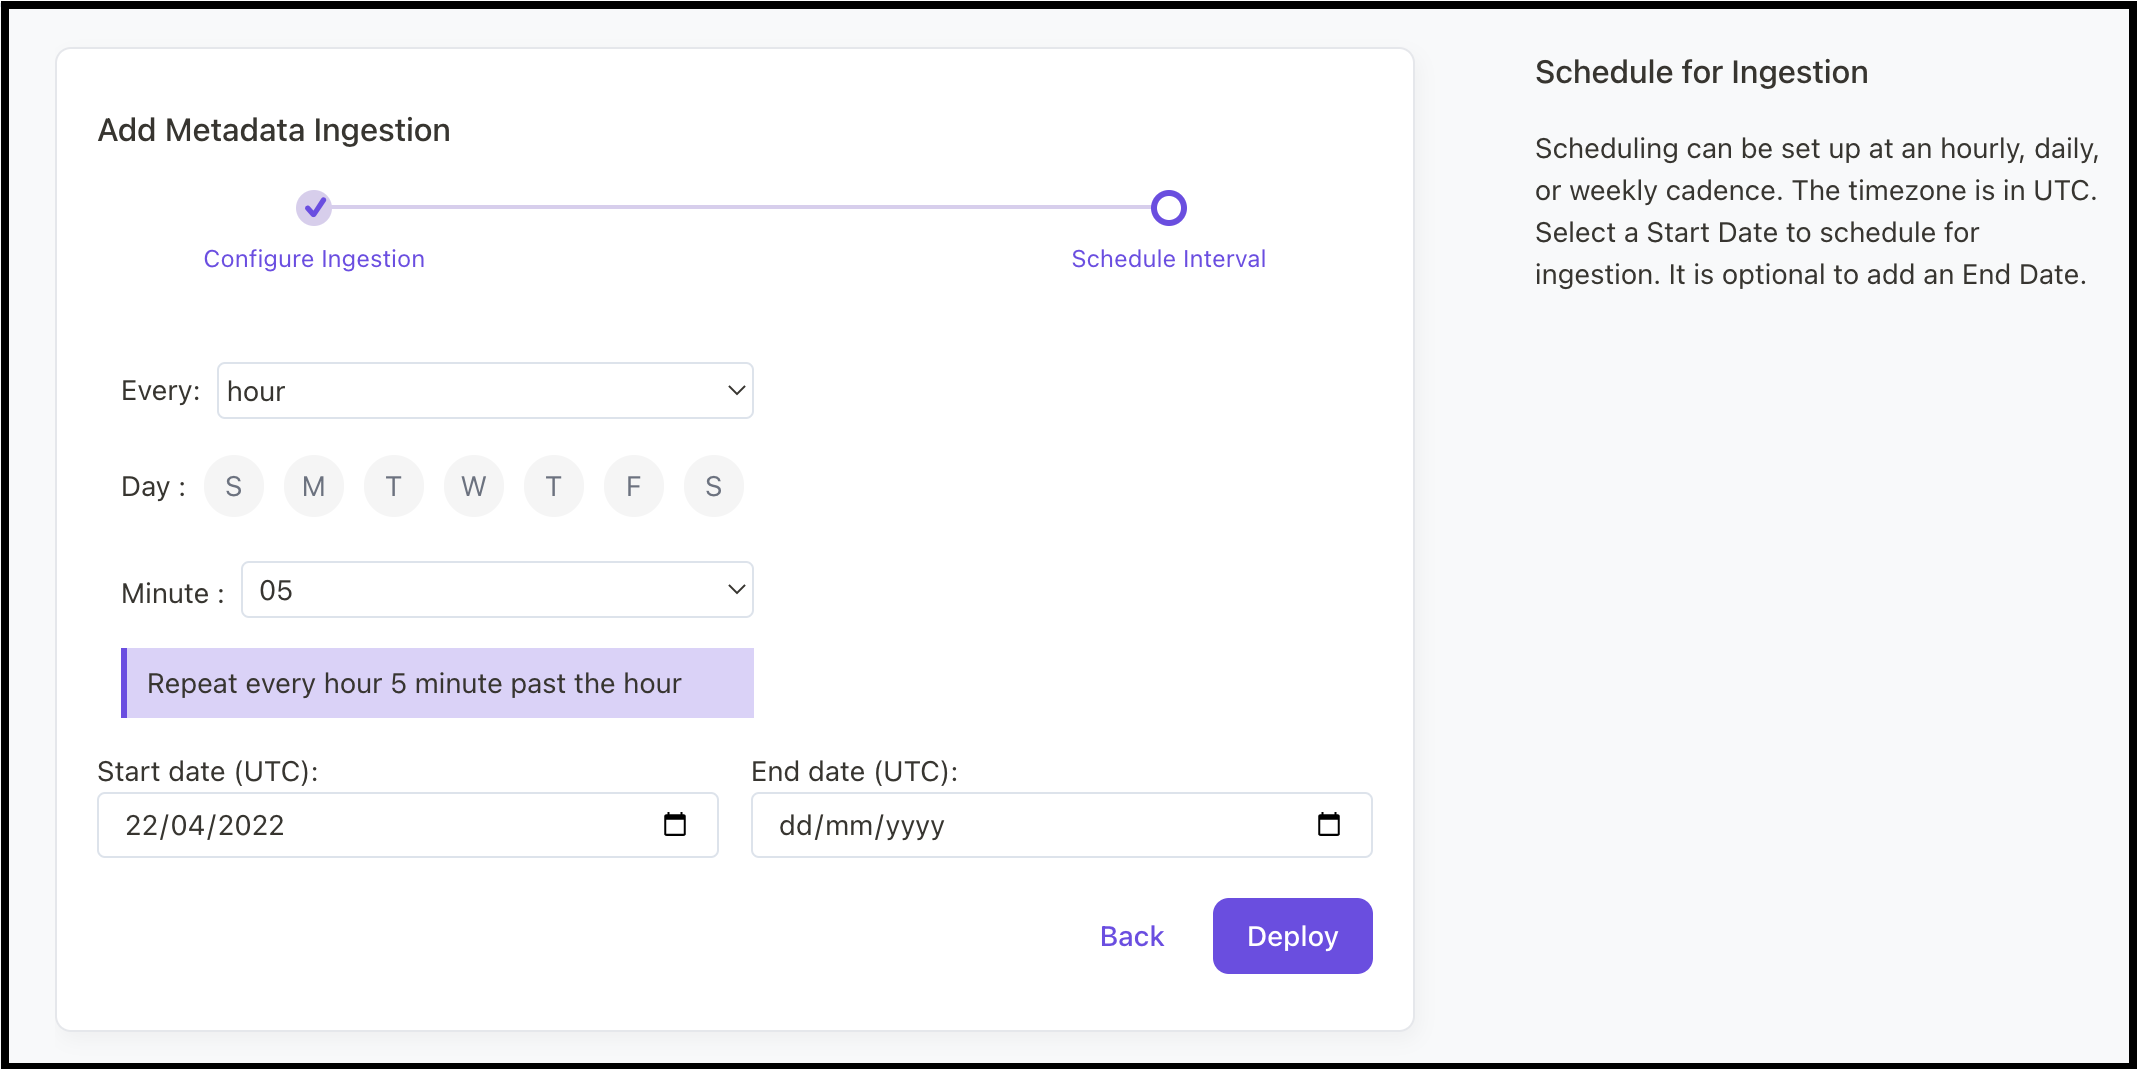 Add Metadata Ingestion
Configure Ingestion
Schedule Interval
Every: hour
Day : S M T W T F S
Minute : 05
Repeat every hour 5 minute past the hour
Start date (UTC):
22/04/2022
End date (UTC):
dd/mm/yyyy
Back
Deploy
Schedule for Ingestion
Scheduling can be set up at an hourly, daily,
or weekly cadence. The timezone is in UTC.
Select a Start Date to schedule for
ingestion. It is optional to add an End Date.